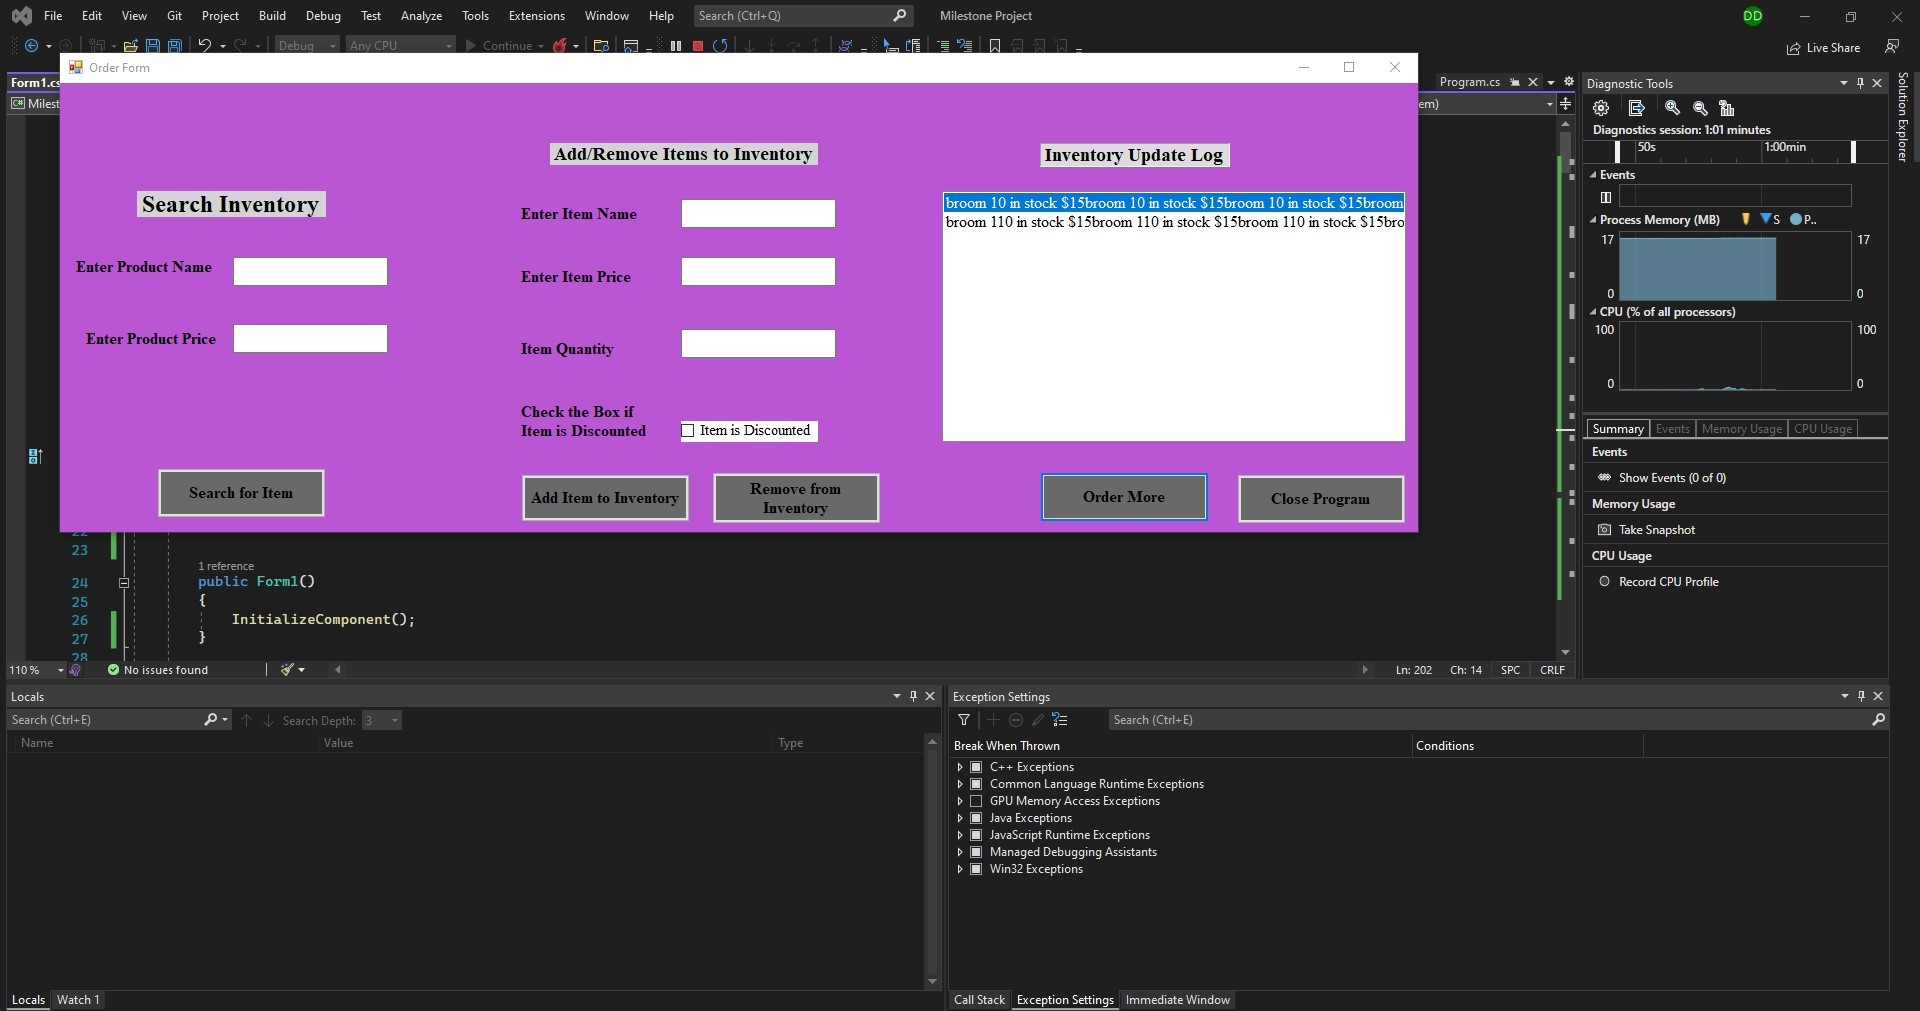 File Edit View Git Project Build Debug Test Analyze Tools Extensions Window Help Search (Ctrl+Q) Milestone Project DD
Debug Any CPU Continue Live Share
Order Form
Form1.cs Program.cs
Milest em)
Add/Remove Items to Inventory
Inventory Update Log
Search Inventory
Enter Item Name
broom 10 in stock $15broom 10 in stock $15broom 10 in stock $15broom
broom 110 in stock $15broom 110 in stock $15broom 110 in stock $15bro
Enter Product Name
Enter Item Price
Enter Product Price
Item Quantity
Check the Box if
Item is Discounted
Item is Discounted
Search for Item
Add Item to Inventory
Remove from
Inventory
Order More
Close Program
22
23
1 reference
24 public Form1()
25 {
26 InitializeComponent();
27 }
28
110 % No issues found Ln: 202 Ch: 14 SPC CRLF
Diagnostic Tools
Diagnostics session: 1:01 minutes
50s 1:00min
Events
Process Memory (MB) S P..
17 17
0 0
CPU (% of all processors)
100 100
0 0
Summary Events Memory Usage CPU Usage
Events
Show Events (0 of 0)
Memory Usage
Take Snapshot
CPU Usage
Record CPU Profile
Solution Explorer
Locals
Search (Ctrl+E) Search Depth: 3
Name Value Type
Locals Watch 1
Exception Settings
Search (Ctrl+E)
Break When Thrown Conditions
C++ Exceptions
Common Language Runtime Exceptions
GPU Memory Access Exceptions
Java Exceptions
JavaScript Runtime Exceptions
Managed Debugging Assistants
Win32 Exceptions
Call Stack Exception Settings Immediate Window